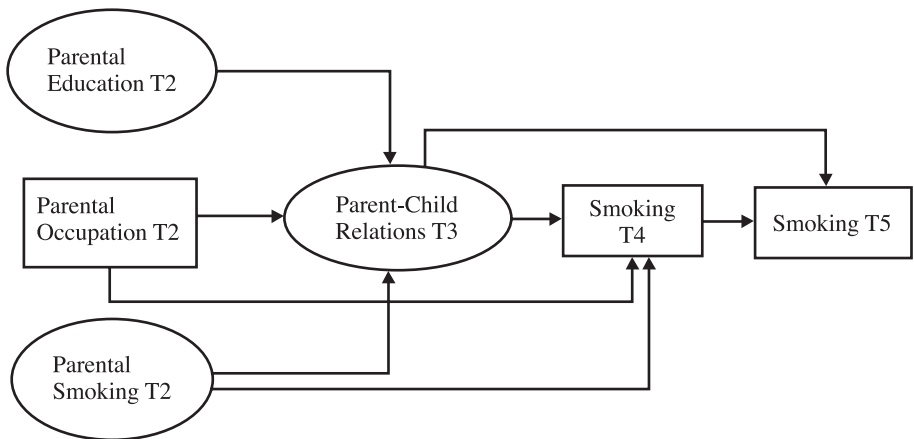 Parental
Education T2
Parental
Occupation T2
Parent-Child
Relations T3
Smoking
T4
Smoking T5
Parental
Smoking T2